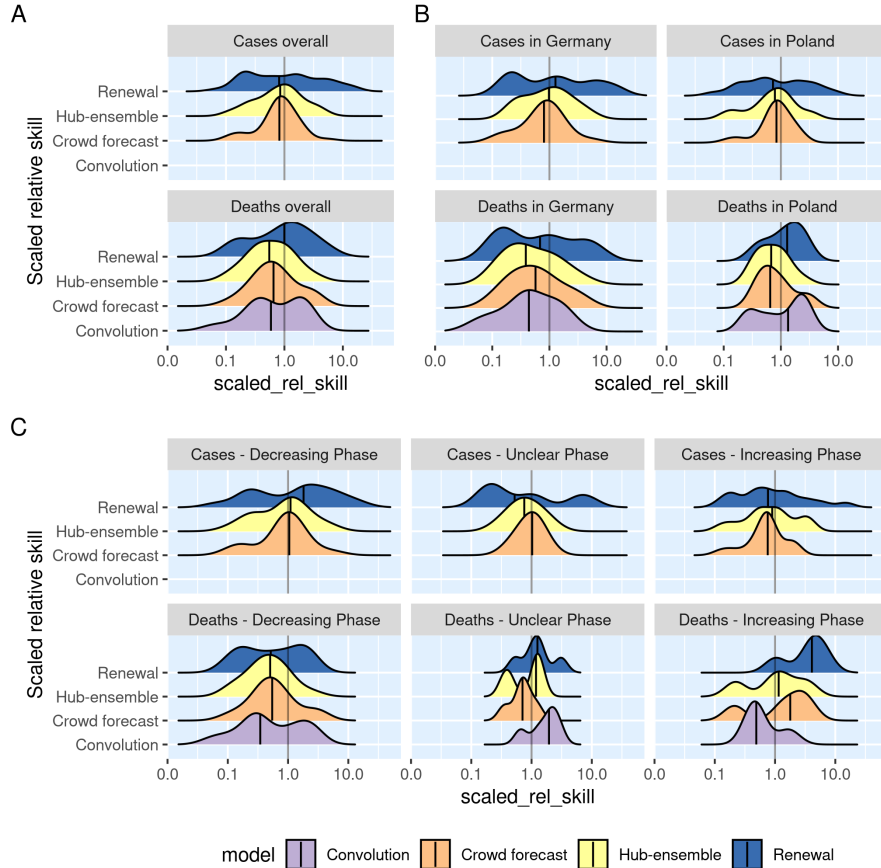 A
B
Cases overall
Cases in Germany
Cases in Poland
Renewal
Hub-ensemble
Crowd forecast
Convolution
Deaths overall
Deaths in Germany
Deaths in Poland
Renewal
Hub-ensemble
Crowd forecast
Convolution
Scaled relative skill
0.0 0.1 1.0 10.0
0.0 0.1 1.0 10.0
0.0 0.1 1.0 10.0
scaled_rel_skill
scaled_rel_skill
C
Cases - Decreasing Phase
Cases - Unclear Phase
Cases - Increasing Phase
Renewal
Hub-ensemble
Crowd forecast
Convolution
Deaths - Decreasing Phase
Deaths - Unclear Phase
Deaths - Increasing Phase
Renewal
Hub-ensemble
Crowd forecast
Convolution
Scaled relative skill
0.0 0.1 1.0 10.0
0.0 0.1 1.0 10.0
0.0 0.1 1.0 10.0
scaled_rel_skill
model Convolution Crowd forecast Hub-ensemble Renewal